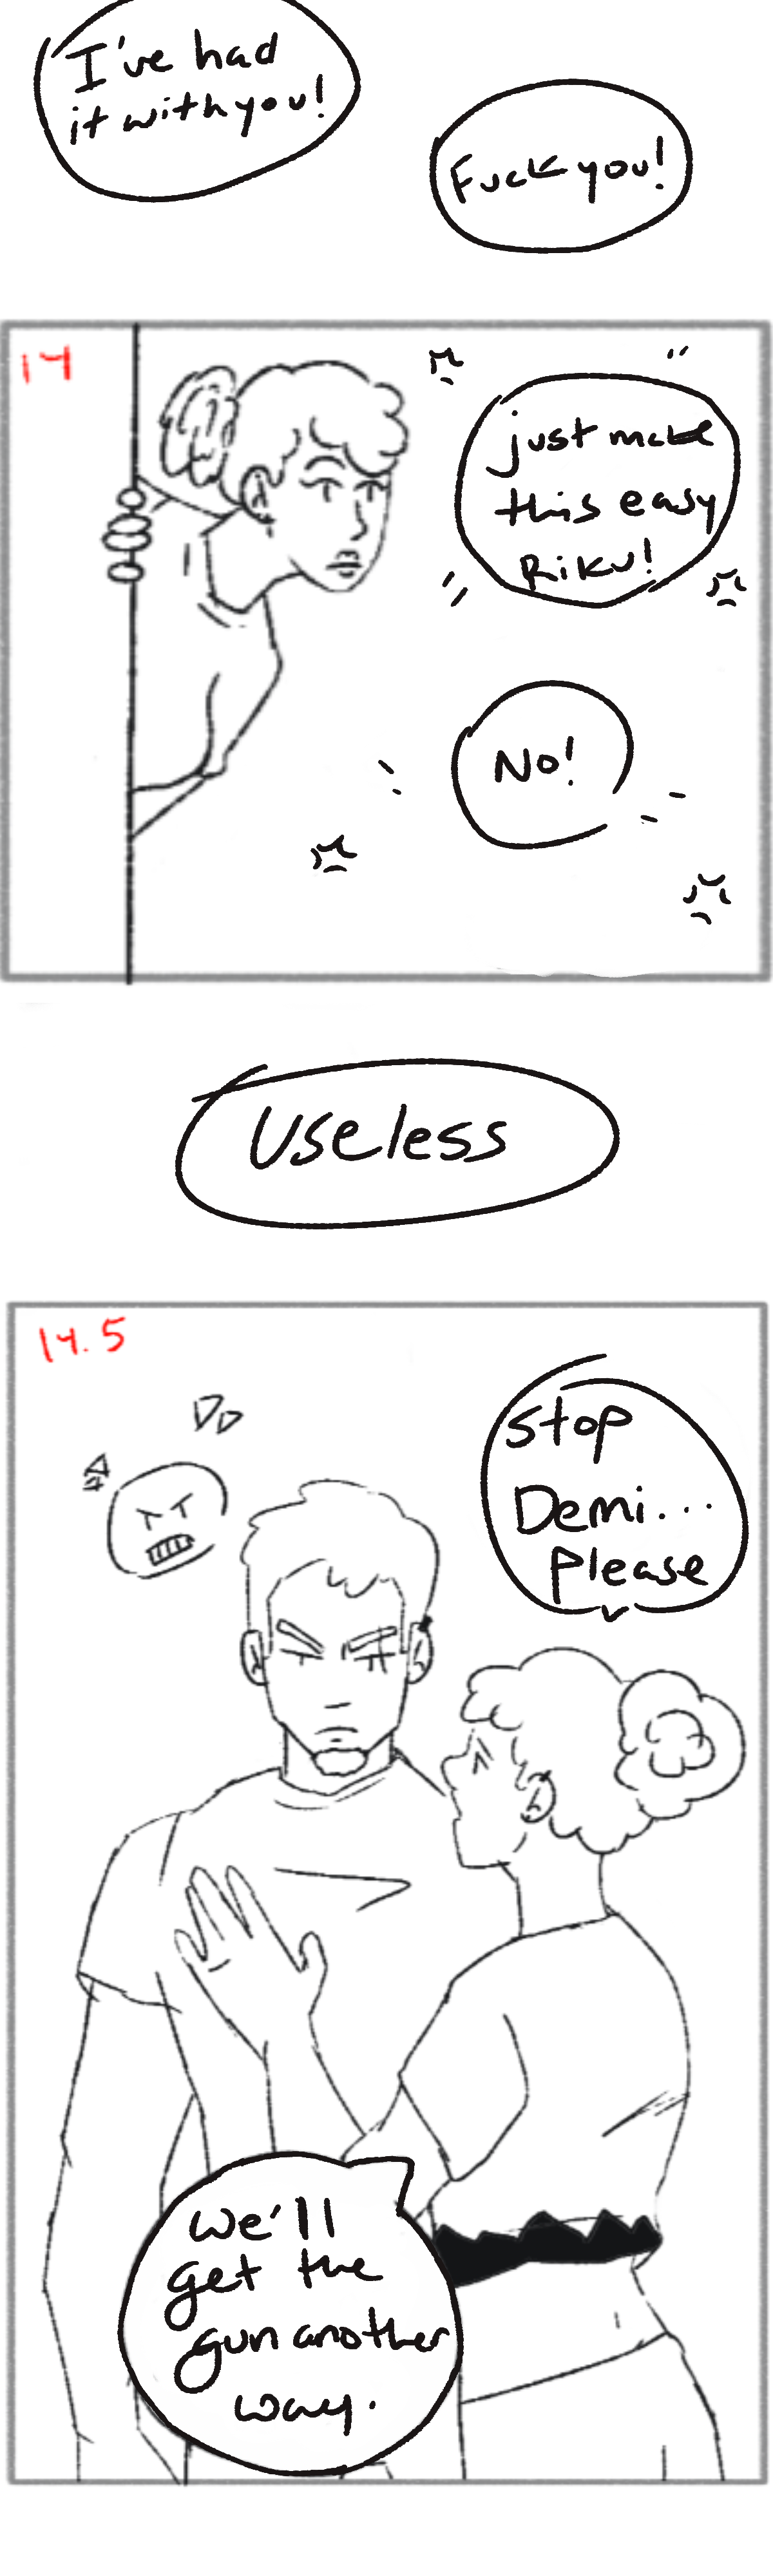 I've had
it with you!
Fuck you!
14
just make
this easy
Riku!
No!
Useless
14.5
Stop
Demi...
Please
We'll
get the
gun another
way.